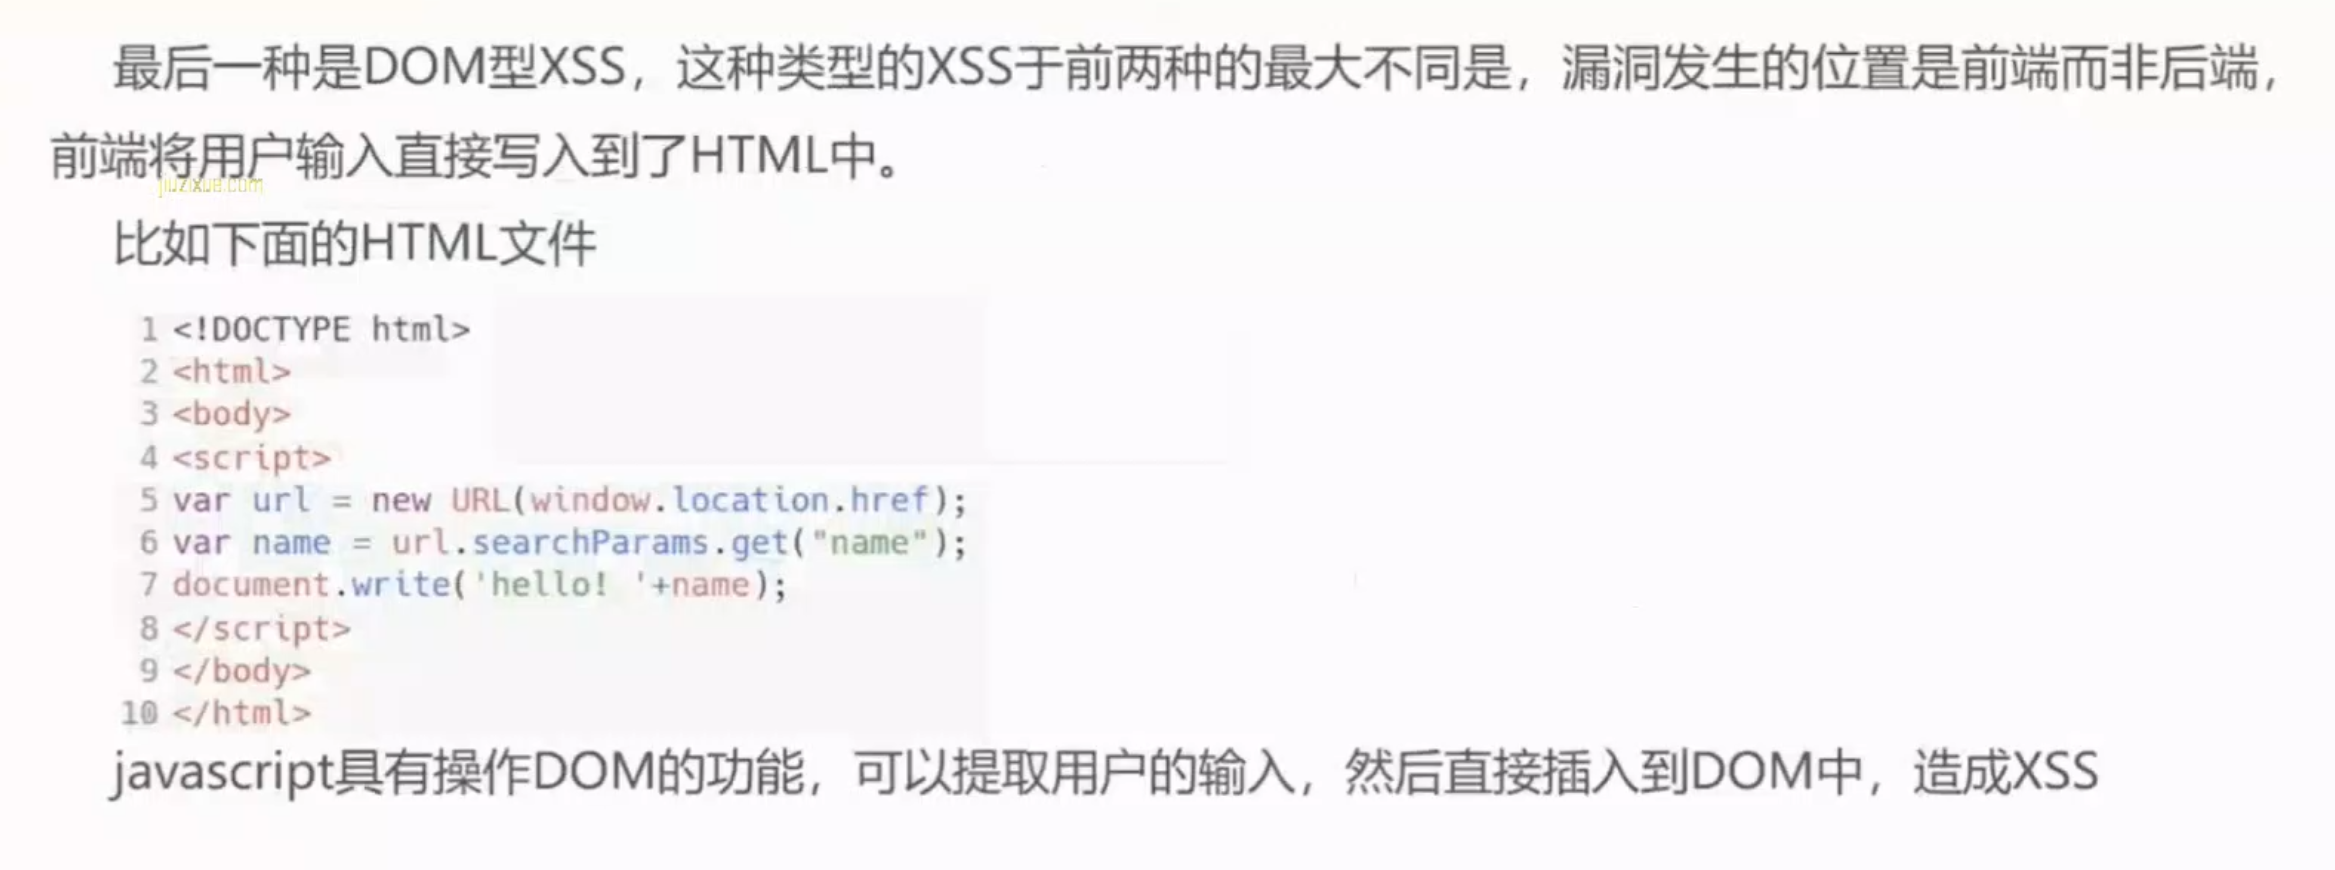 最后一种是DOM型XSS，这种类型的XSS于前两种的最大不同是，漏洞发生的位置是前端而非后端，
前端将用户输入直接写入到了HTML中。
jiuzixue.com
比如下面的HTML文件
1 <!DOCTYPE html>
2 <html>
3 <body>
4 <script>
5 var url = new URL(window.location.href);
6 var name = url.searchParams.get("name");
7 document.write('hello! '+name);
8 </script>
9 </body>
10 </html>
javascript具有操作DOM的功能，可以提取用户的输入，然后直接插入到DOM中，造成XSS